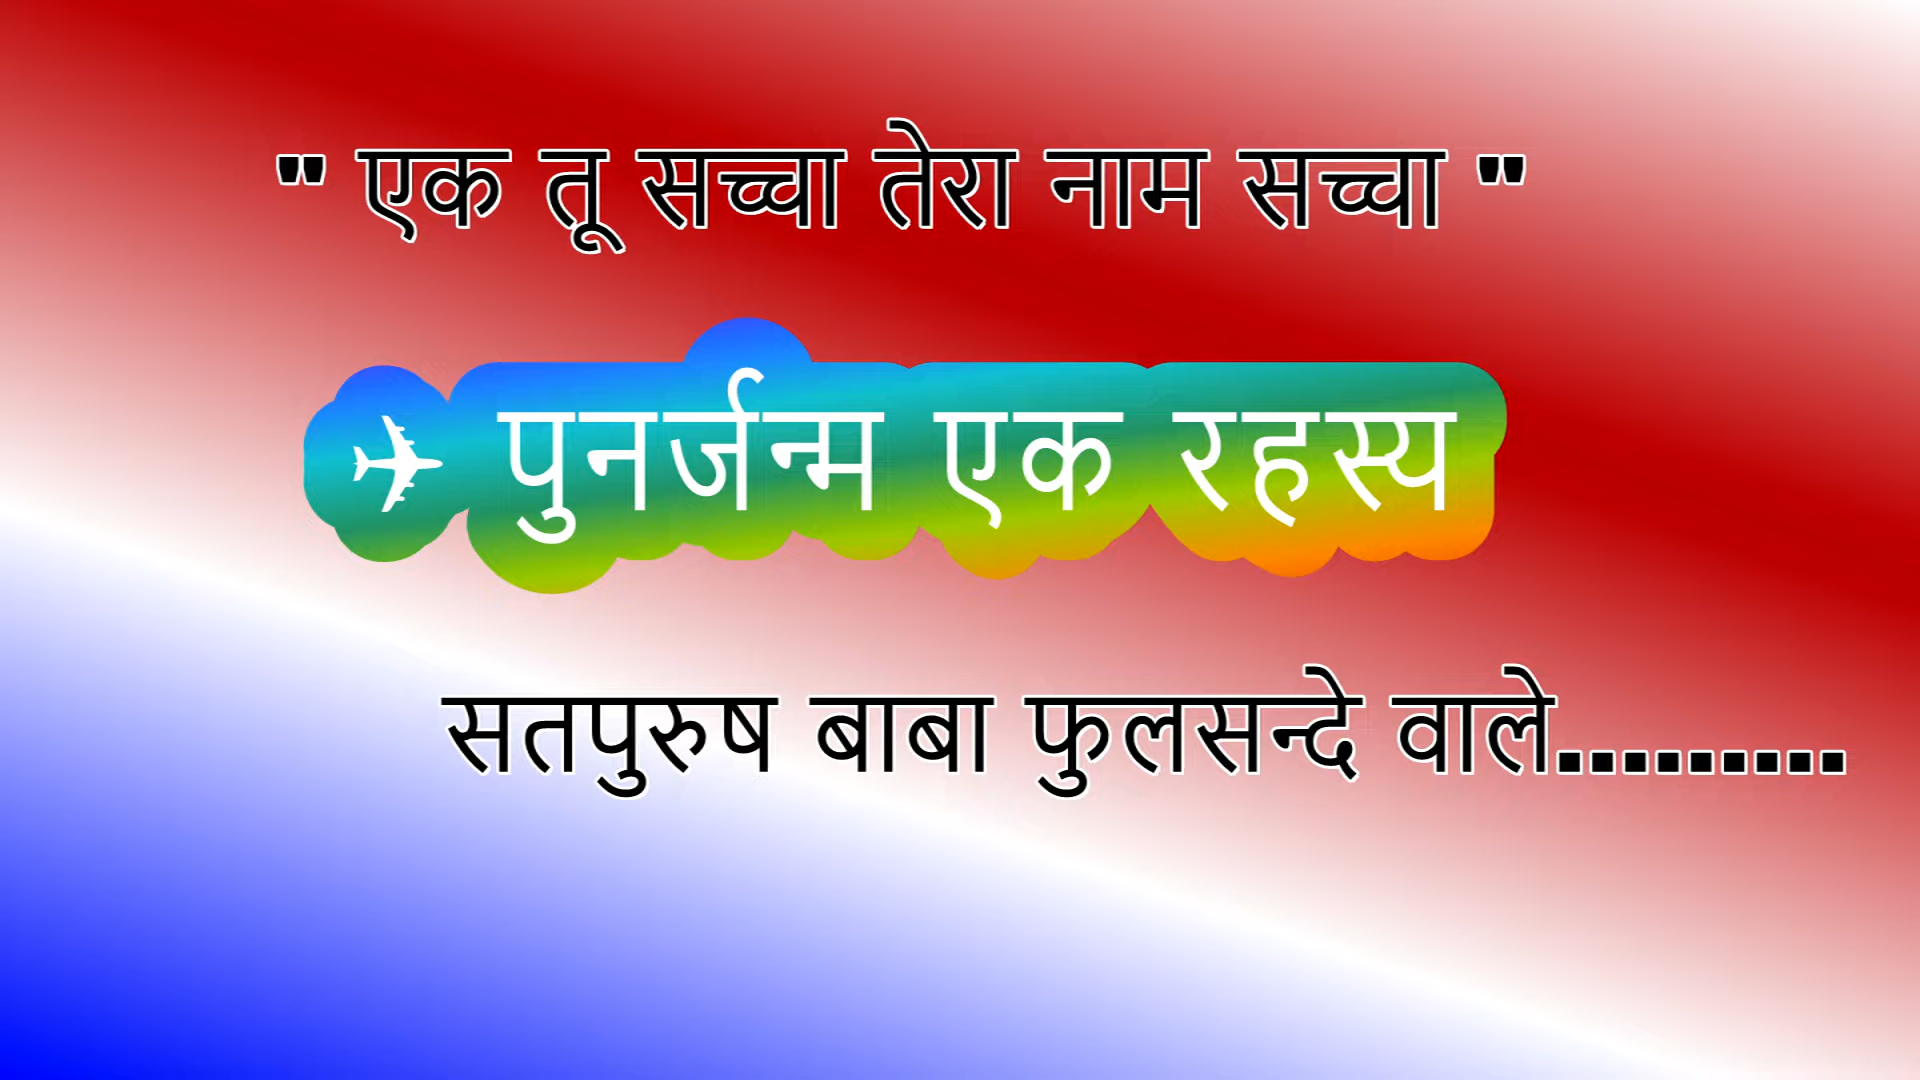 " एक तू सच्चा तेरा नाम सच्चा "
✈ पुनर्जन्म एक रहस्य
सतपुरुष बाबा फुलसन्दे वाले.........